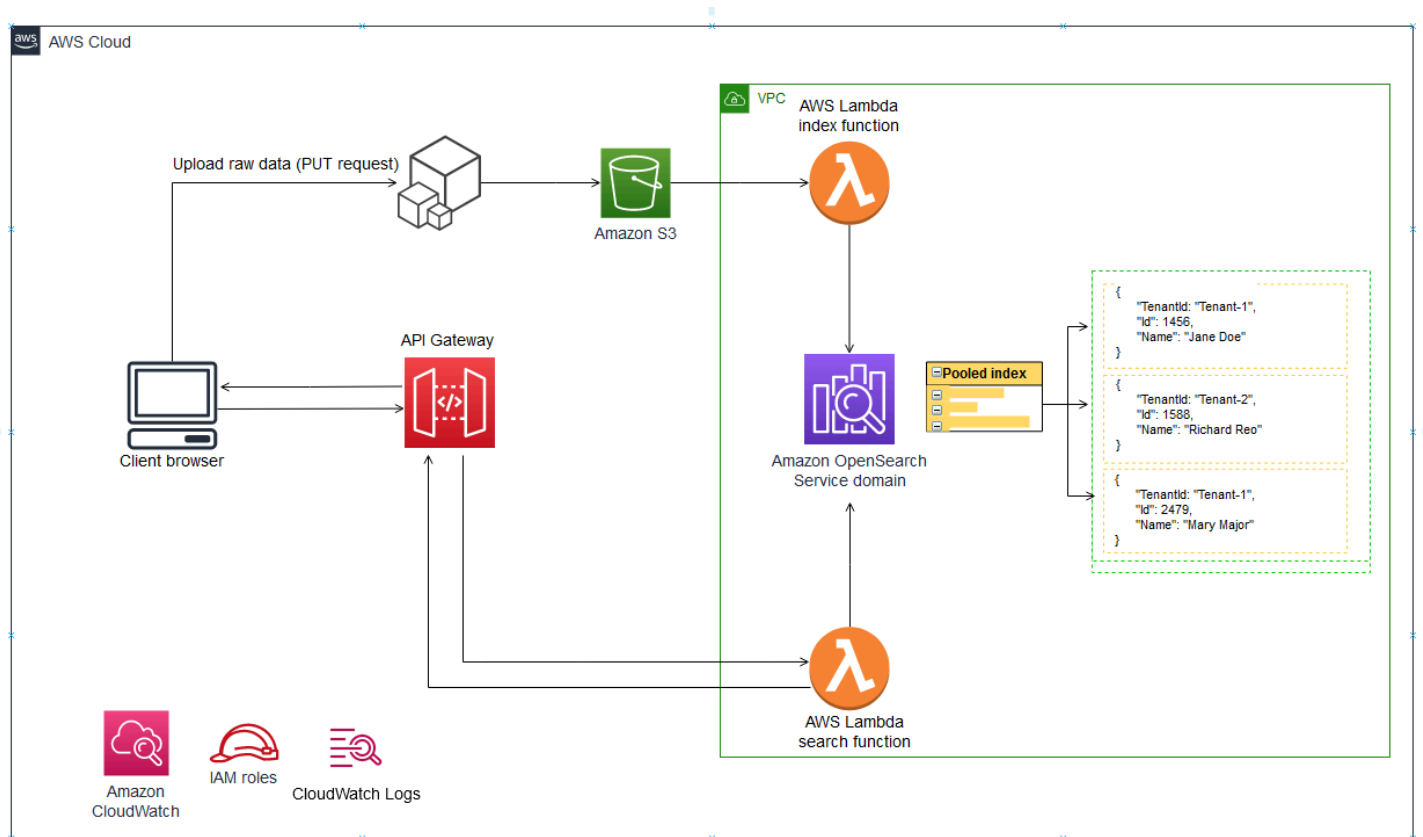 aws
AWS Cloud
VPC
AWS Lambda
index function
Upload raw data (PUT request)
Amazon S3
{
"TenantId: "Tenant-1",
"Id": 1456,
"Name": "Jane Doe"
}
API Gateway
</>
Pooled index
{
"TenantId: "Tenant-2",
"Id": 1588,
"Name": "Richard Reo"
}
Client browser
Amazon OpenSearch
Service domain
{
"TenantId: "Tenant-1",
"Id": 2479,
"Name": "Mary Major"
}
AWS Lambda
search function
Amazon
CloudWatch
IAM roles
CloudWatch Logs